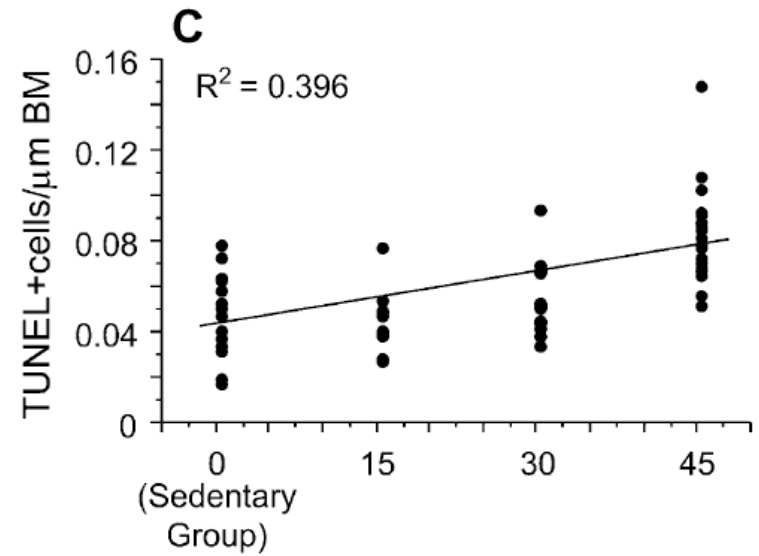 C
R² = 0.396
TUNEL+cells/μm BM
0.16
0.12
0.08
0.04
0
0 15 30 45
(Sedentary
Group)